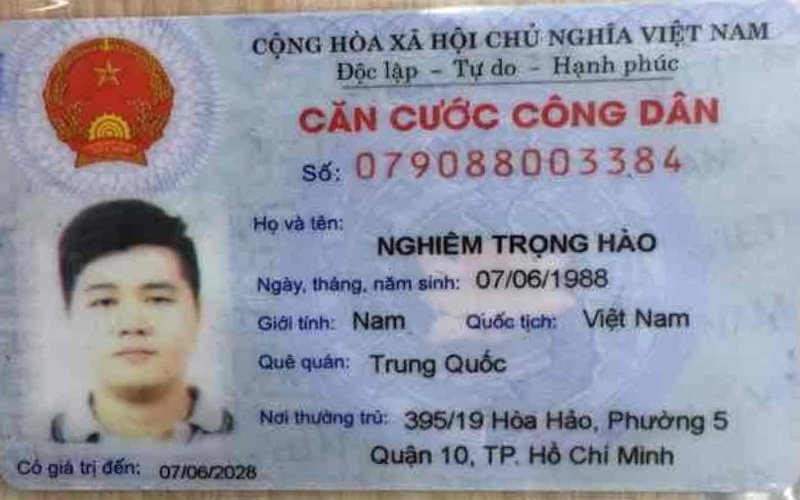 CỘNG HÒA XÃ HỘI CHỦ NGHĨA VIỆT NAM
Độc lập – Tự do – Hạnh phúc
CĂN CƯỚC CÔNG DÂN
Số: 079088003384
Họ và tên:
NGHIÊM TRỌNG HÀO
Ngày, tháng, năm sinh: 07/06/1988
Giới tính: Nam Quốc tịch: Việt Nam
Quê quán: Trung Quốc
Nơi thường trú: 395/19 Hòa Hảo, Phường 5
Quận 10, TP. Hồ Chí Minh
Có giá trị đến: 07/06/2028